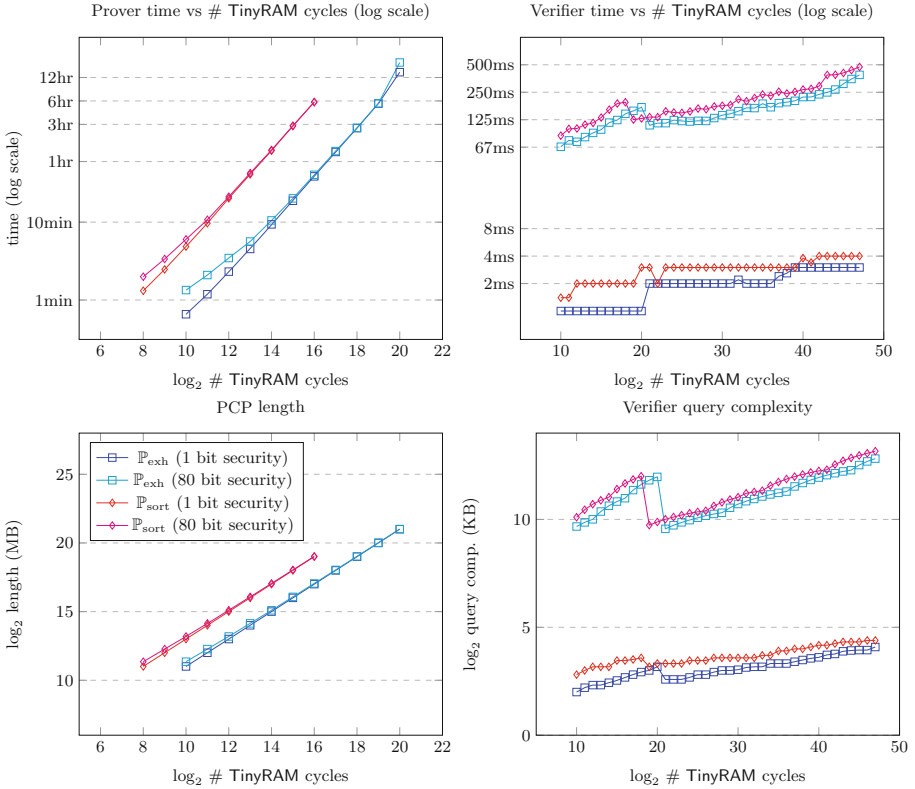 Prover time vs # TinyRAM cycles (log scale)
12hr
6hr
3hr
1hr
10min
1min
time (log scale)
6 8 10 12 14 16 18 20 22
log₂ # TinyRAM cycles
Verifier time vs # TinyRAM cycles (log scale)
500ms
250ms
125ms
67ms
8ms
4ms
2ms
10 20 30 40 50
log₂ # TinyRAM cycles
PCP length
ℙexh (1 bit security)
ℙexh (80 bit security)
ℙsort (1 bit security)
ℙsort (80 bit security)
25
20
15
10
log₂ length (MB)
6 8 10 12 14 16 18 20 22
log₂ # TinyRAM cycles
Verifier query complexity
10
5
0
log₂ query comp. (KB)
10 20 30 40 50
log₂ # TinyRAM cycles